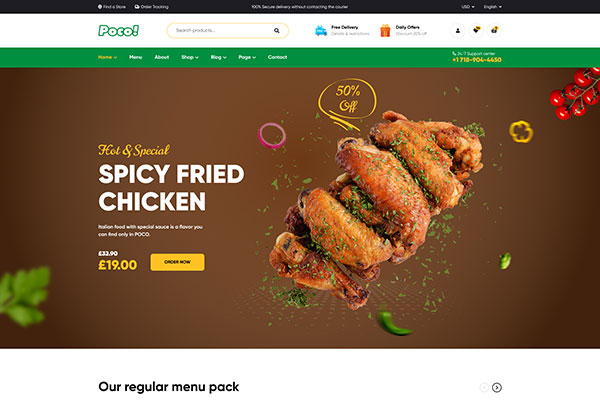 Find a Store
Order Tracking
100% Secure delivery without contacting the courier
USD
English
Poco!
Search products...
Free Delivery
Details & restrictions
Daily Offers
Discount 20% off
Home
Menu
About
Shop
Blog
Page
Contact
24/7 Support center
+1 718-904-4450
50%
Off
Hot & Special
SPICY FRIED
CHICKEN
Italian food with special sauce is a flavor you
can find only in POCO.
£32.90
£19.00
ORDER NOW
Our regular menu pack